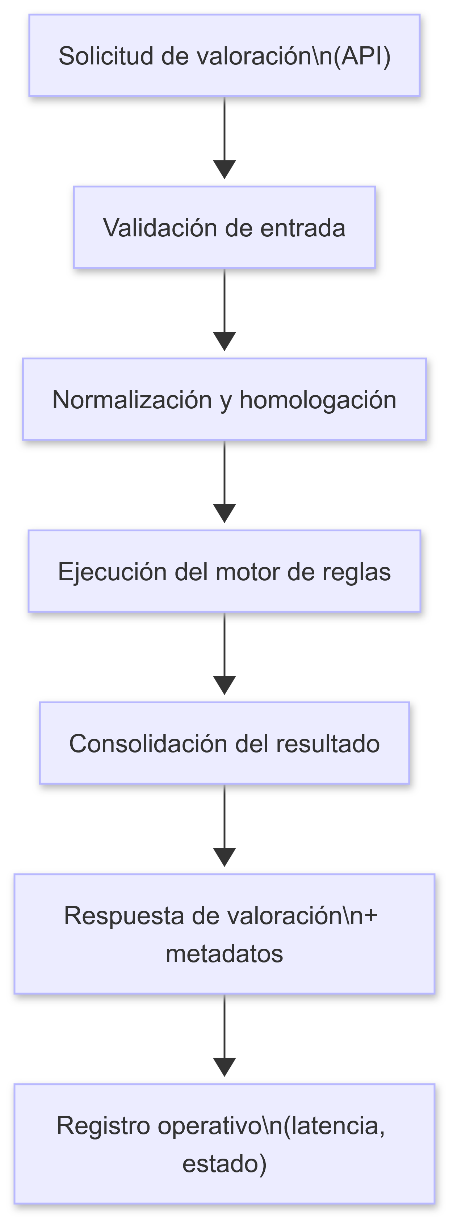 Solicitud de valoración\n(API)
Validación de entrada
Normalización y homologación
Ejecución del motor de reglas
Consolidación del resultado
Respuesta de valoración\n+
metadatos
Registro operativo\n(latencia,
estado)